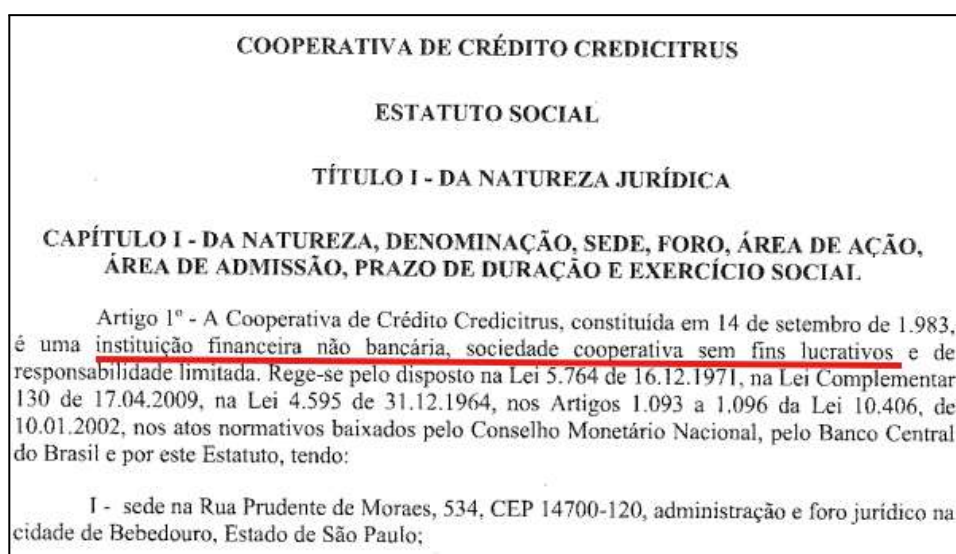 COOPERATIVA DE CRÉDITO CREDICITRUS
ESTATUTO SOCIAL
TÍTULO I - DA NATUREZA JURÍDICA
CAPÍTULO I - DA NATUREZA, DENOMINAÇÃO, SEDE, FORO, ÁREA DE AÇÃO,
ÁREA DE ADMISSÃO, PRAZO DE DURAÇÃO E EXERCÍCIO SOCIAL
Artigo 1º - A Cooperativa de Crédito Credicitrus, constituída em 14 de setembro de 1.983,
é uma instituição financeira não bancária, sociedade cooperativa sem fins lucrativos e de
responsabilidade limitada. Rege-se pelo disposto na Lei 5.764 de 16.12.1971, na Lei Complementar
130 de 17.04.2009, na Lei 4.595 de 31.12.1964, nos Artigos 1.093 a 1.096 da Lei 10.406, de
10.01.2002, nos atos normativos baixados pelo Conselho Monetário Nacional, pelo Banco Central
do Brasil e por este Estatuto, tendo:
I - sede na Rua Prudente de Moraes, 534, CEP 14700-120, administração e foro jurídico na
cidade de Bebedouro, Estado de São Paulo;